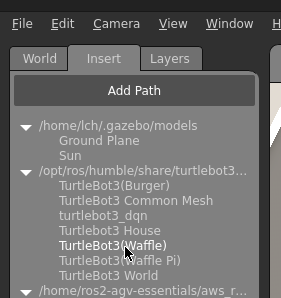 File Edit Camera View Window H
World Insert Layers
Add Path
/home/lch/.gazebo/models
Ground Plane
Sun
/opt/ros/humble/share/turtlebot3...
TurtleBot3(Burger)
TurtleBot3 Common Mesh
turtlebot3_dqn
TurtleBot3 House
TurtleBot3(Waffle)
TurtleBot3(Waffle Pi)
TurtleBot3 World
/home/ros2-agv-essentials/aws_r...